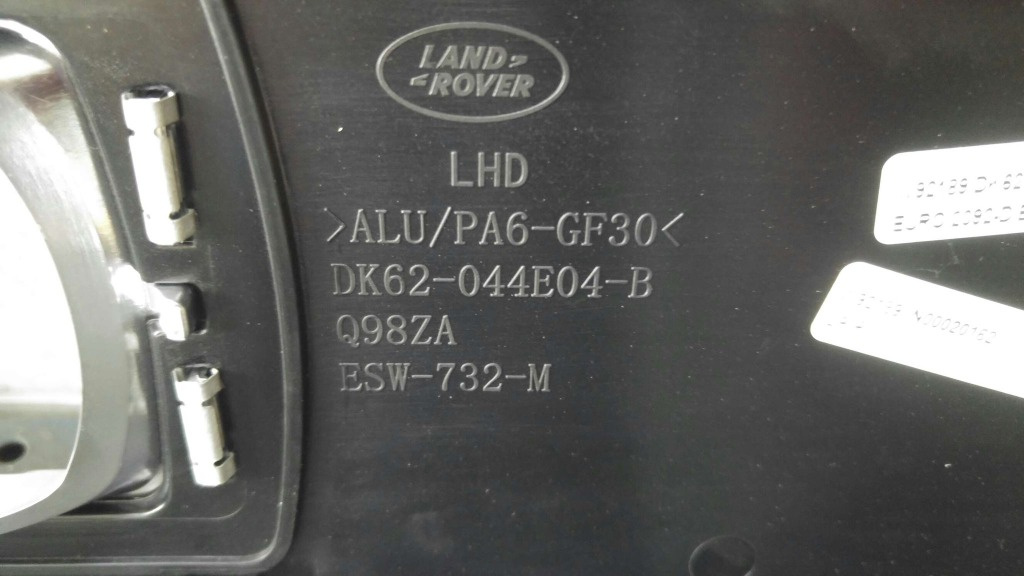 LAND
ROVER
LHD
>ALU/PA6-GF30<
DK62-044E04-B
Q98ZA
ESW-732-M